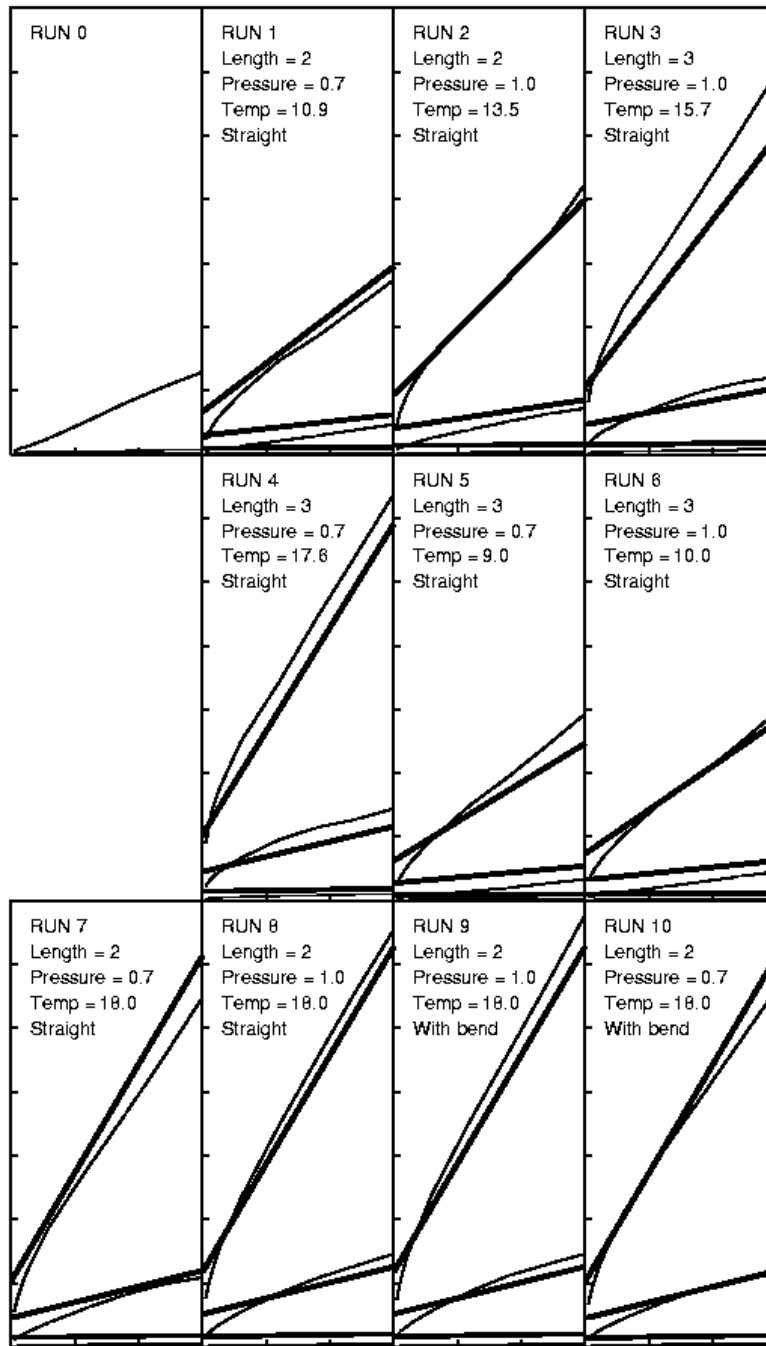 RUN 0
RUN 1
Length = 2
Pressure = 0.7
Temp = 10.9
Straight
RUN 2
Length = 2
Pressure = 1.0
Temp = 13.5
Straight
RUN 3
Length = 3
Pressure = 1.0
Temp = 15.7
Straight
RUN 4
Length = 3
Pressure = 0.7
Temp = 17.6
Straight
RUN 5
Length = 3
Pressure = 0.7
Temp = 9.0
Straight
RUN 6
Length = 3
Pressure = 1.0
Temp = 10.0
Straight
RUN 7
Length = 2
Pressure = 0.7
Temp = 18.0
Straight
RUN 8
Length = 2
Pressure = 1.0
Temp = 18.0
Straight
RUN 9
Length = 2
Pressure = 1.0
Temp = 18.0
With bend
RUN 10
Length = 2
Pressure = 0.7
Temp = 18.0
With bend